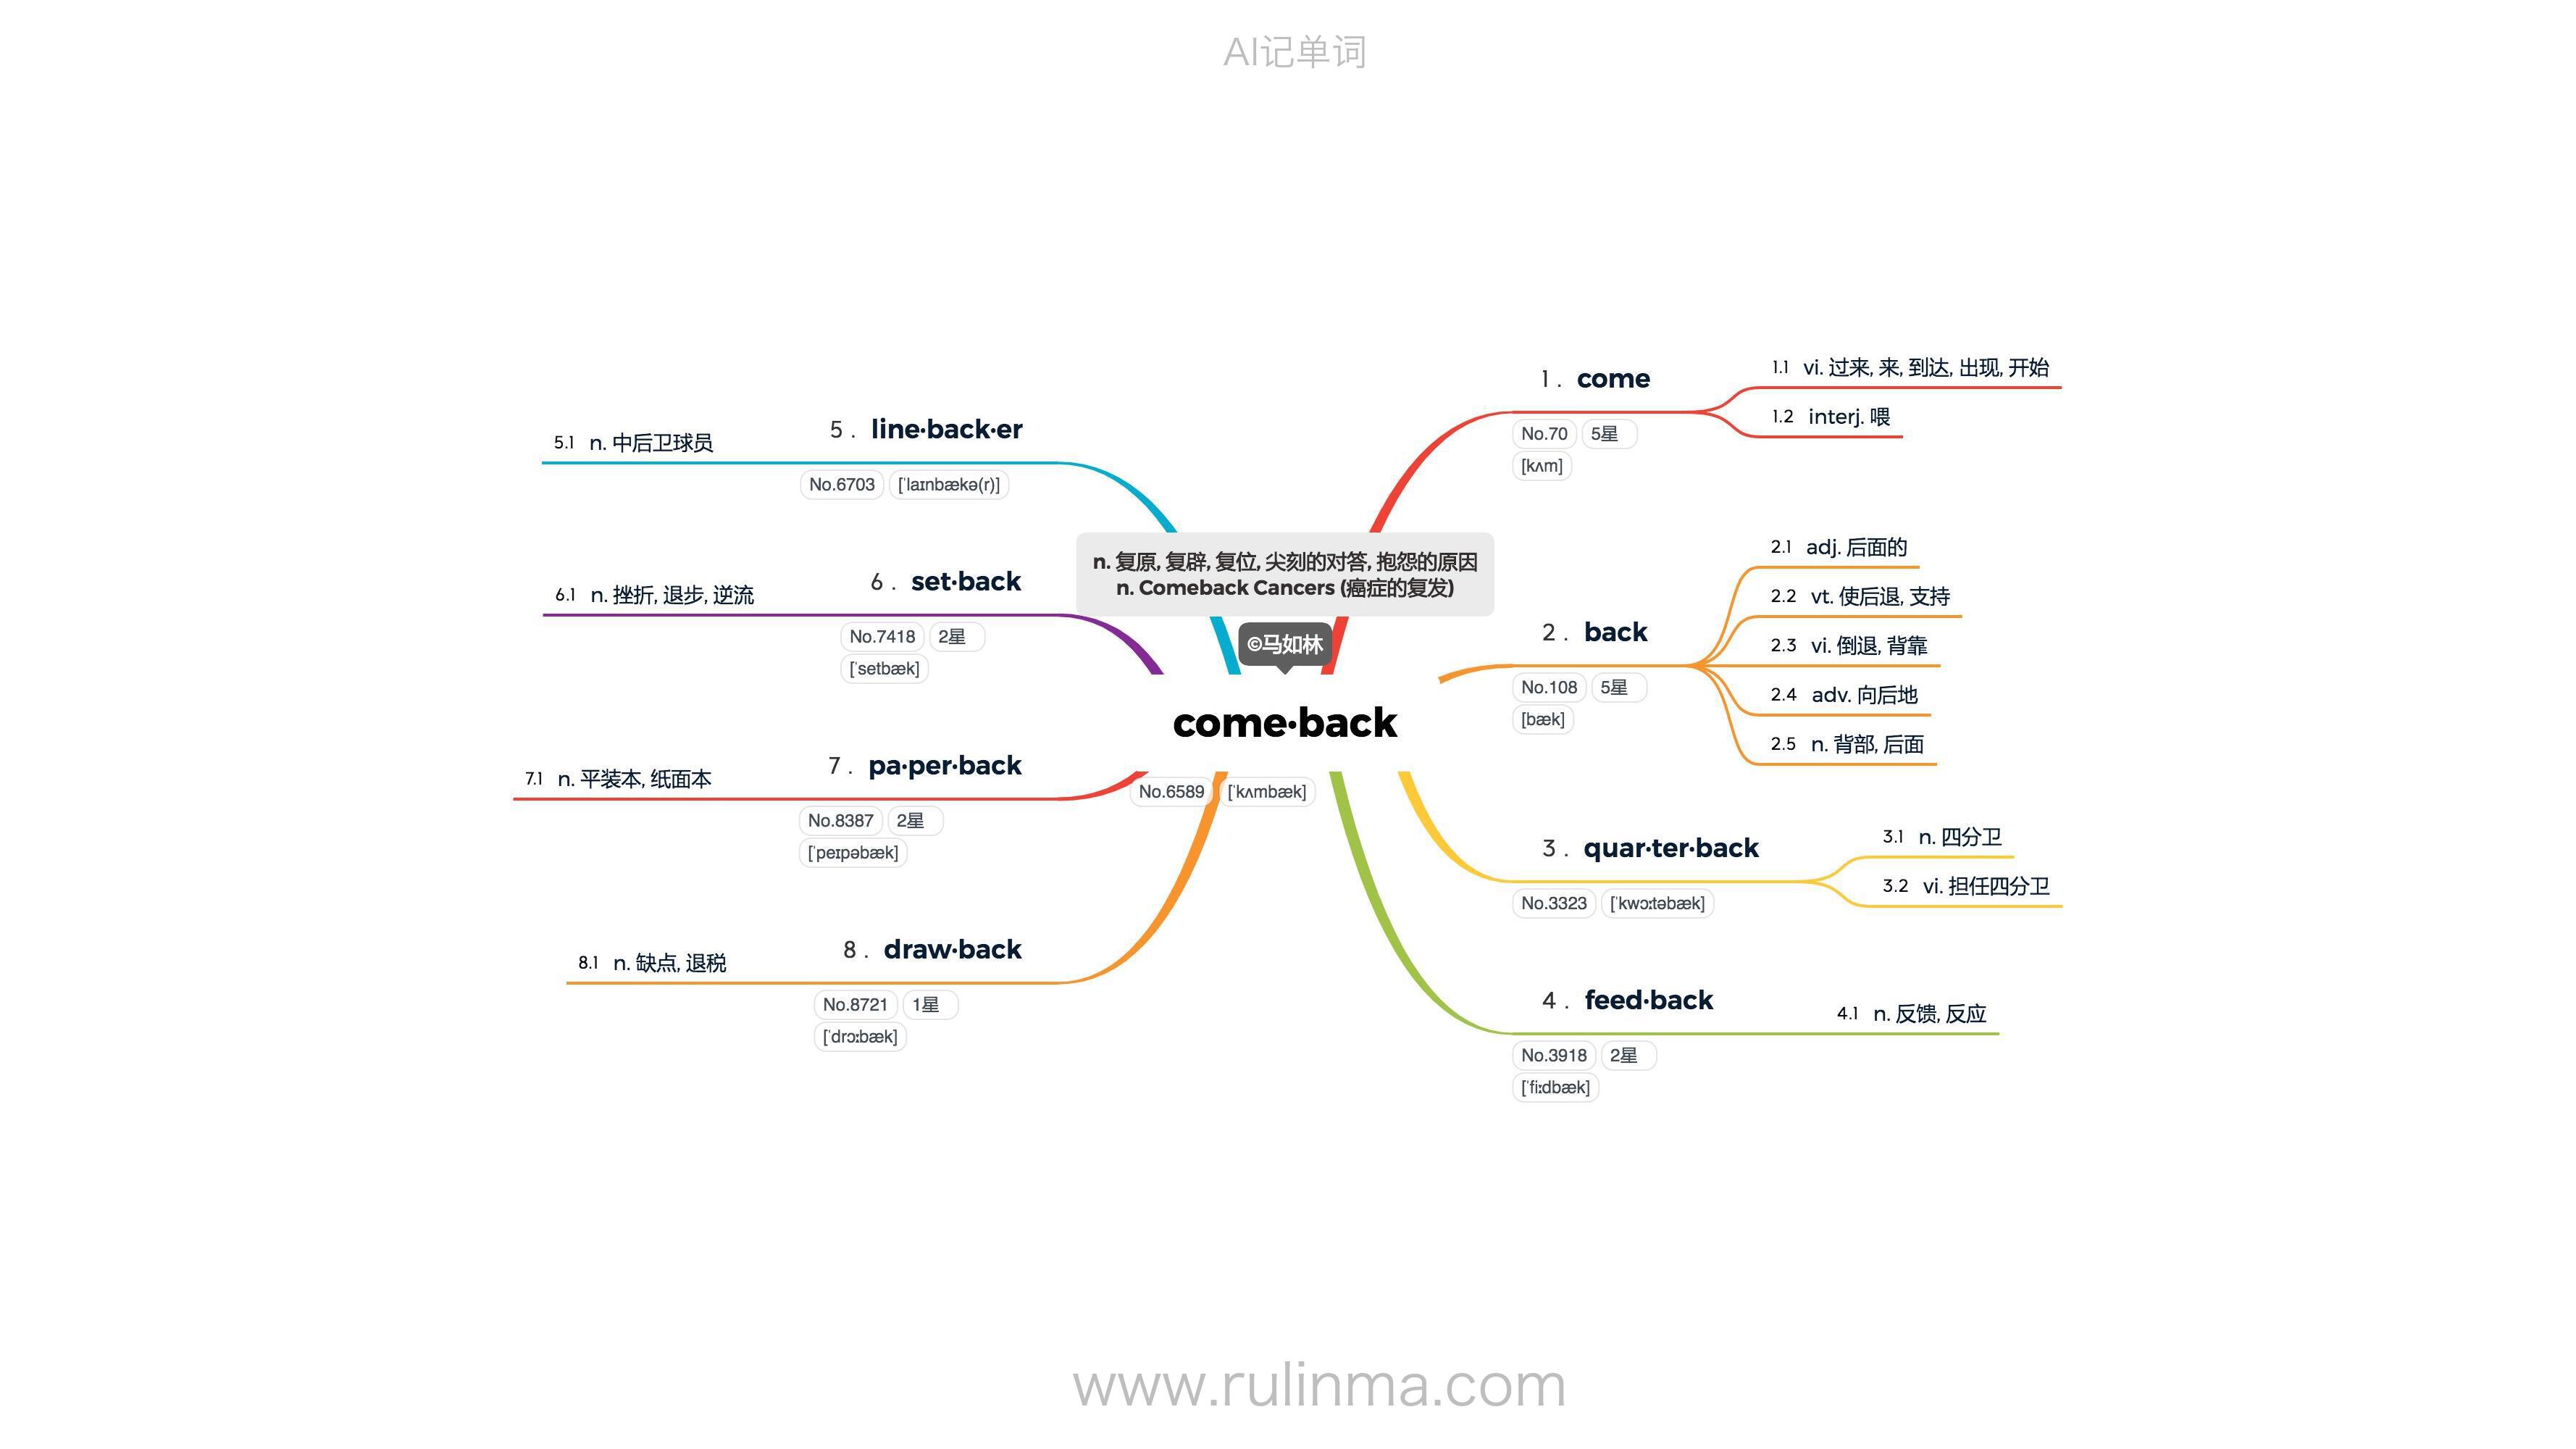 AI记单词
n. 复原, 复辟, 复位, 尖刻的对答, 抱怨的原因
n. Comeback Cancers (癌症的复发)
©马如林
come·back
No.6589 [ˈkʌmbæk]
1 . come
No.70 5星
[kʌm]
1.1 vi. 过来, 来, 到达, 出现, 开始
1.2 interj. 喂
2 . back
No.108 5星
[bæk]
2.1 adj. 后面的
2.2 vt. 使后退, 支持
2.3 vi. 倒退, 背靠
2.4 adv. 向后地
2.5 n. 背部, 后面
3 . quar·ter·back
No.3323 [ˈkwɔːtəbæk]
3.1 n. 四分卫
3.2 vi. 担任四分卫
4 . feed·back
No.3918 2星
[ˈfiːdbæk]
4.1 n. 反馈, 反应
5 . line·back·er
No.6703 [ˈlaɪnbækə(r)]
5.1 n. 中后卫球员
6 . set·back
No.7418 2星
[ˈsetbæk]
6.1 n. 挫折, 退步, 逆流
7 . pa·per·back
No.8387 2星
[ˈpeɪpəbæk]
7.1 n. 平装本, 纸面本
8 . draw·back
No.8721 1星
[ˈdrɔːbæk]
8.1 n. 缺点, 退税
www.rulinma.com